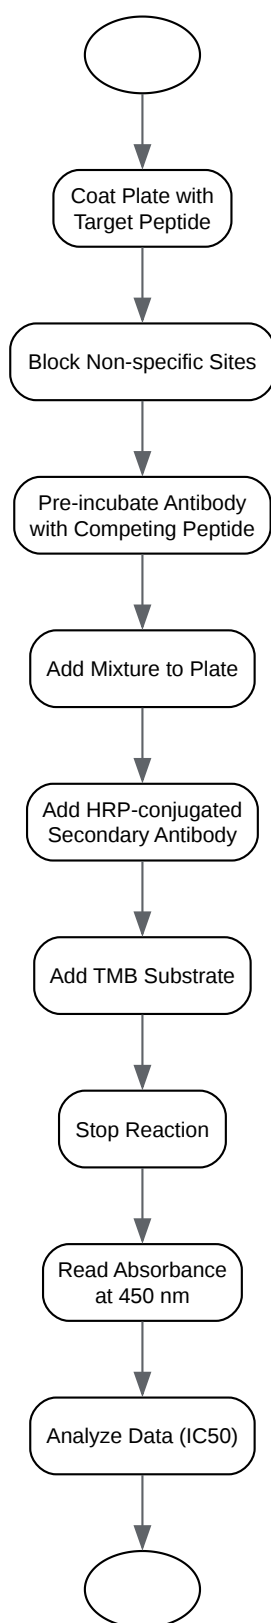 Coat Plate with
Target Peptide
Block Non-specific Sites
Pre-incubate Antibody
with Competing Peptide
Add Mixture to Plate
Add HRP-conjugated
Secondary Antibody
Add TMB Substrate
Stop Reaction
Read Absorbance
at 450 nm
Analyze Data (IC50)